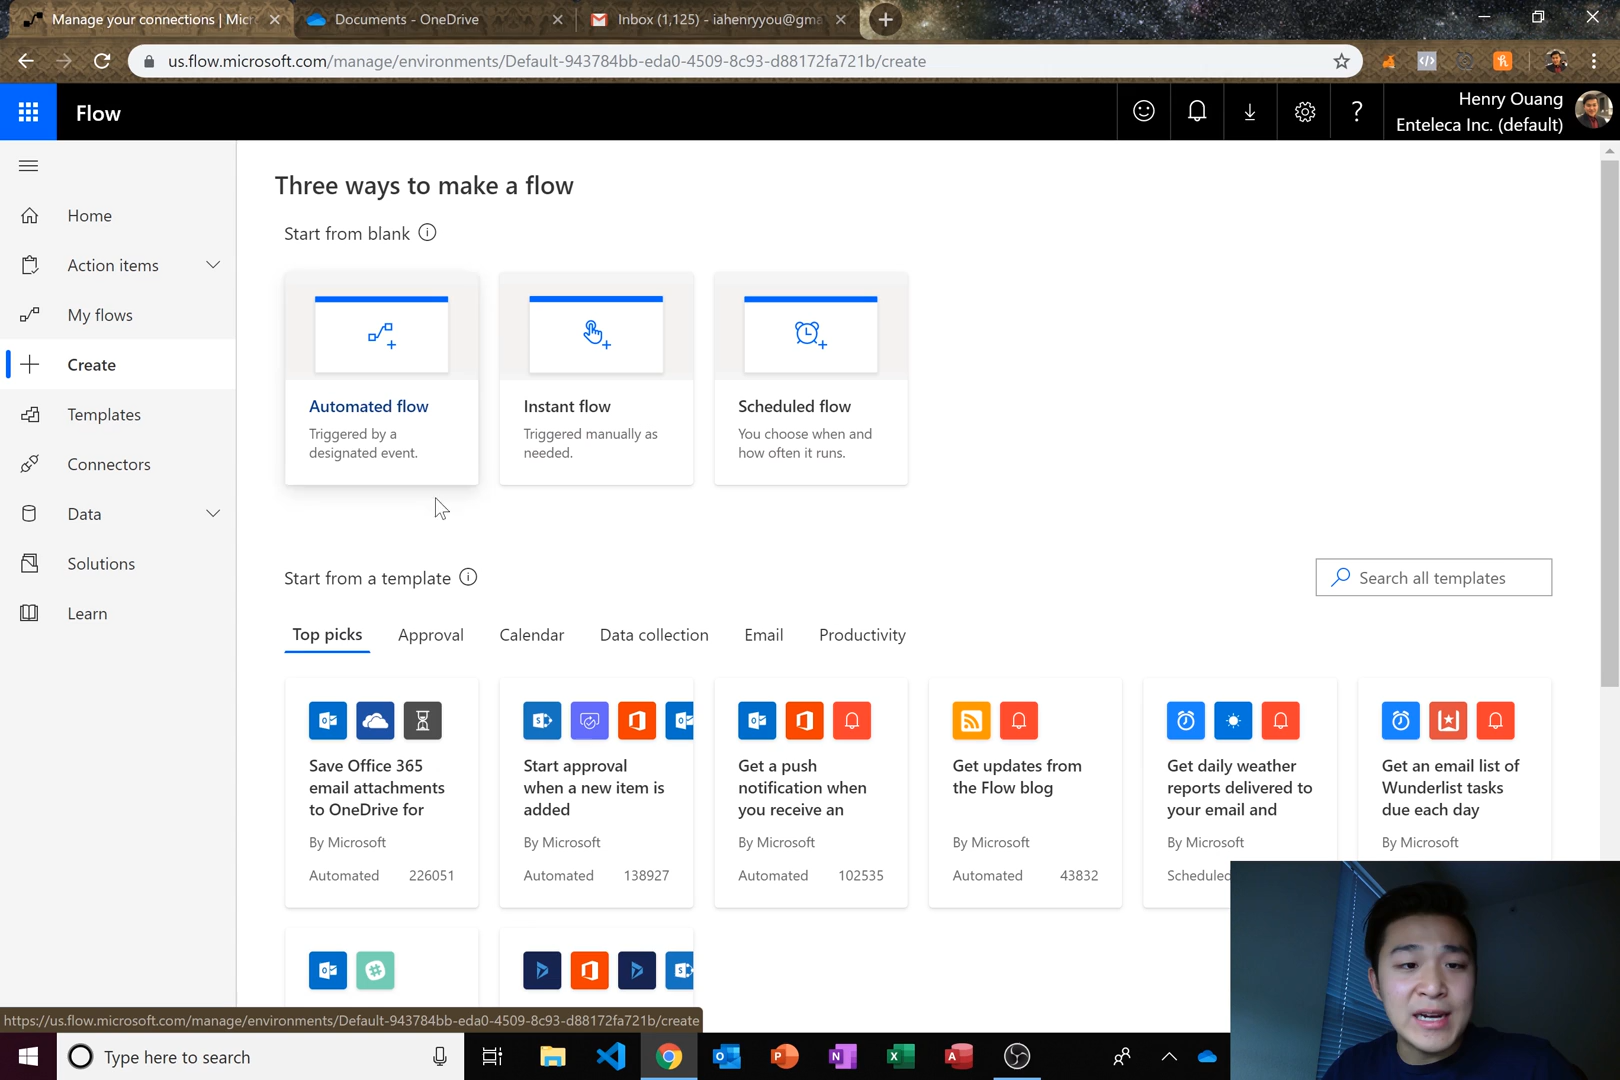 Manage your connections | Micr
Documents - OneDrive
Inbox (1,125) - iahenryyou@gma
us.flow.microsoft.com/manage/environments/Default-943784bb-eda0-4509-8c93-d88172fa721b/create
Flow
Henry Ouang
Enteleca Inc. (default)
Home
Action items
My flows
Create
Templates
Connectors
Data
Solutions
Learn
Three ways to make a flow
Start from blank
Automated flow
Triggered by a
designated event.
Instant flow
Triggered manually as
needed.
Scheduled flow
You choose when and
how often it runs.
Start from a template
Search all templates
Top picks
Approval
Calendar
Data collection
Email
Productivity
Save Office 365
email attachments
to OneDrive for
By Microsoft
Automated 226051
Start approval
when a new item is
added
By Microsoft
Automated 138927
Get a push
notification when
you receive an
By Microsoft
Automated 102535
Get updates from
the Flow blog
By Microsoft
Automated 43832
Get daily weather
reports delivered to
your email and
By Microsoft
Scheduled
Get an email list of
Wunderlist tasks
due each day
By Microsoft
https://us.flow.microsoft.com/manage/environments/Default-943784bb-eda0-4509-8c93-d88172fa721b/create
Type here to search